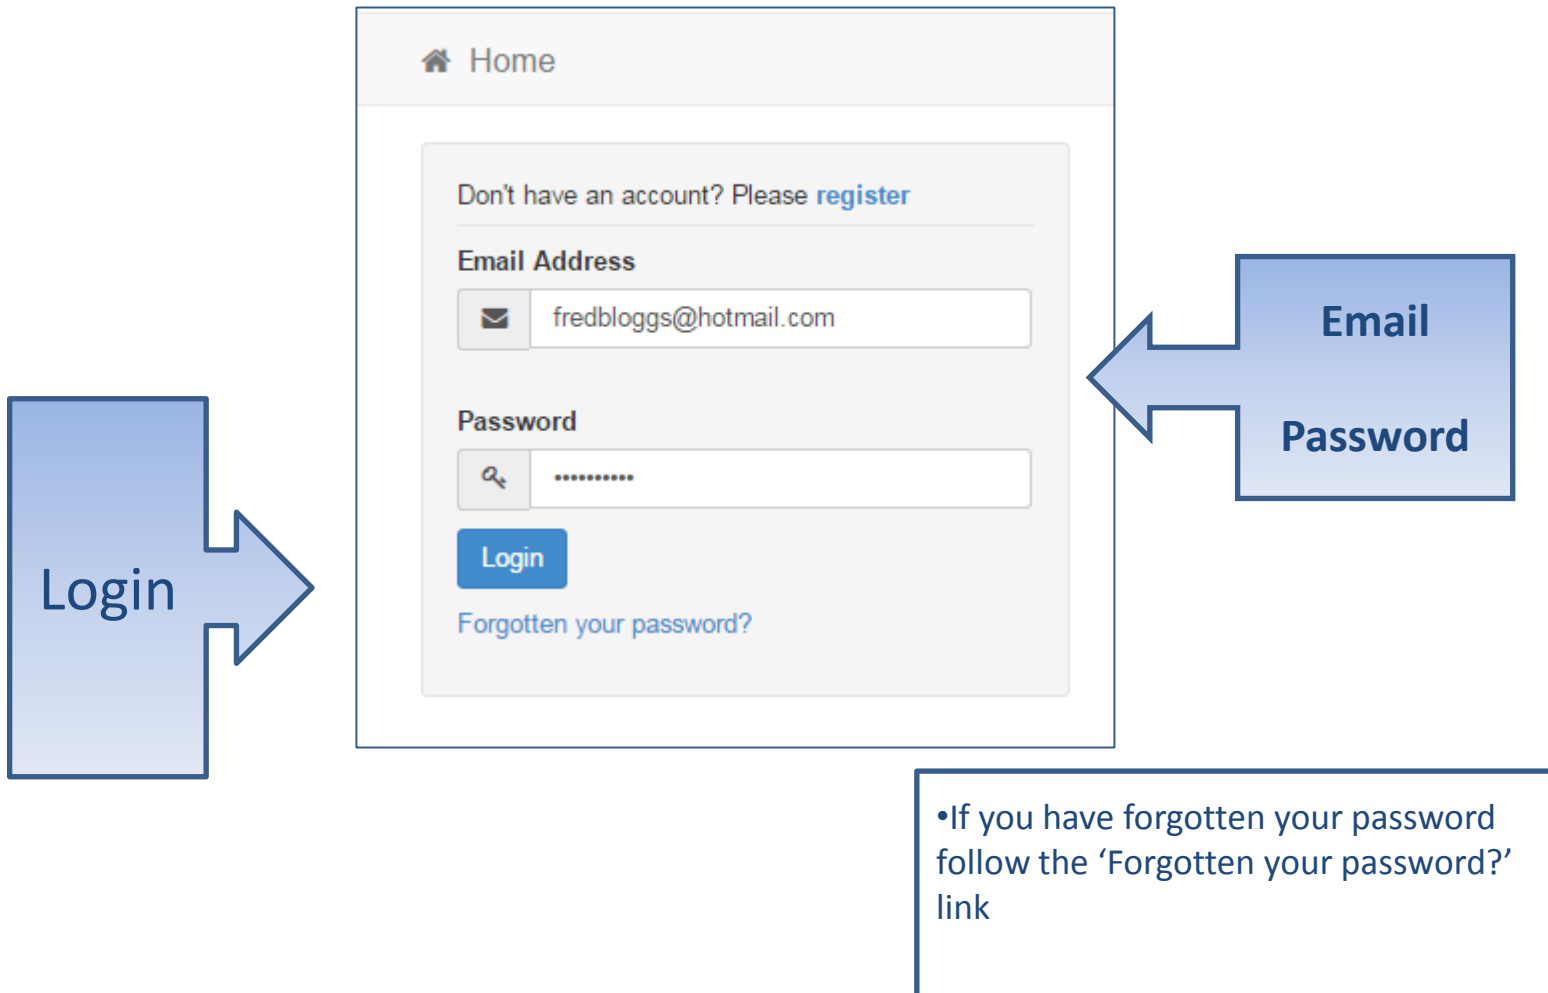 Home
Don't have an account? Please register
Email Address
fredbloggs@hotmail.com
Password
••••••••••
Login
Forgotten your password?
Login
Email
Password
•If you have forgotten your password
follow the ‘Forgotten your password?’
link